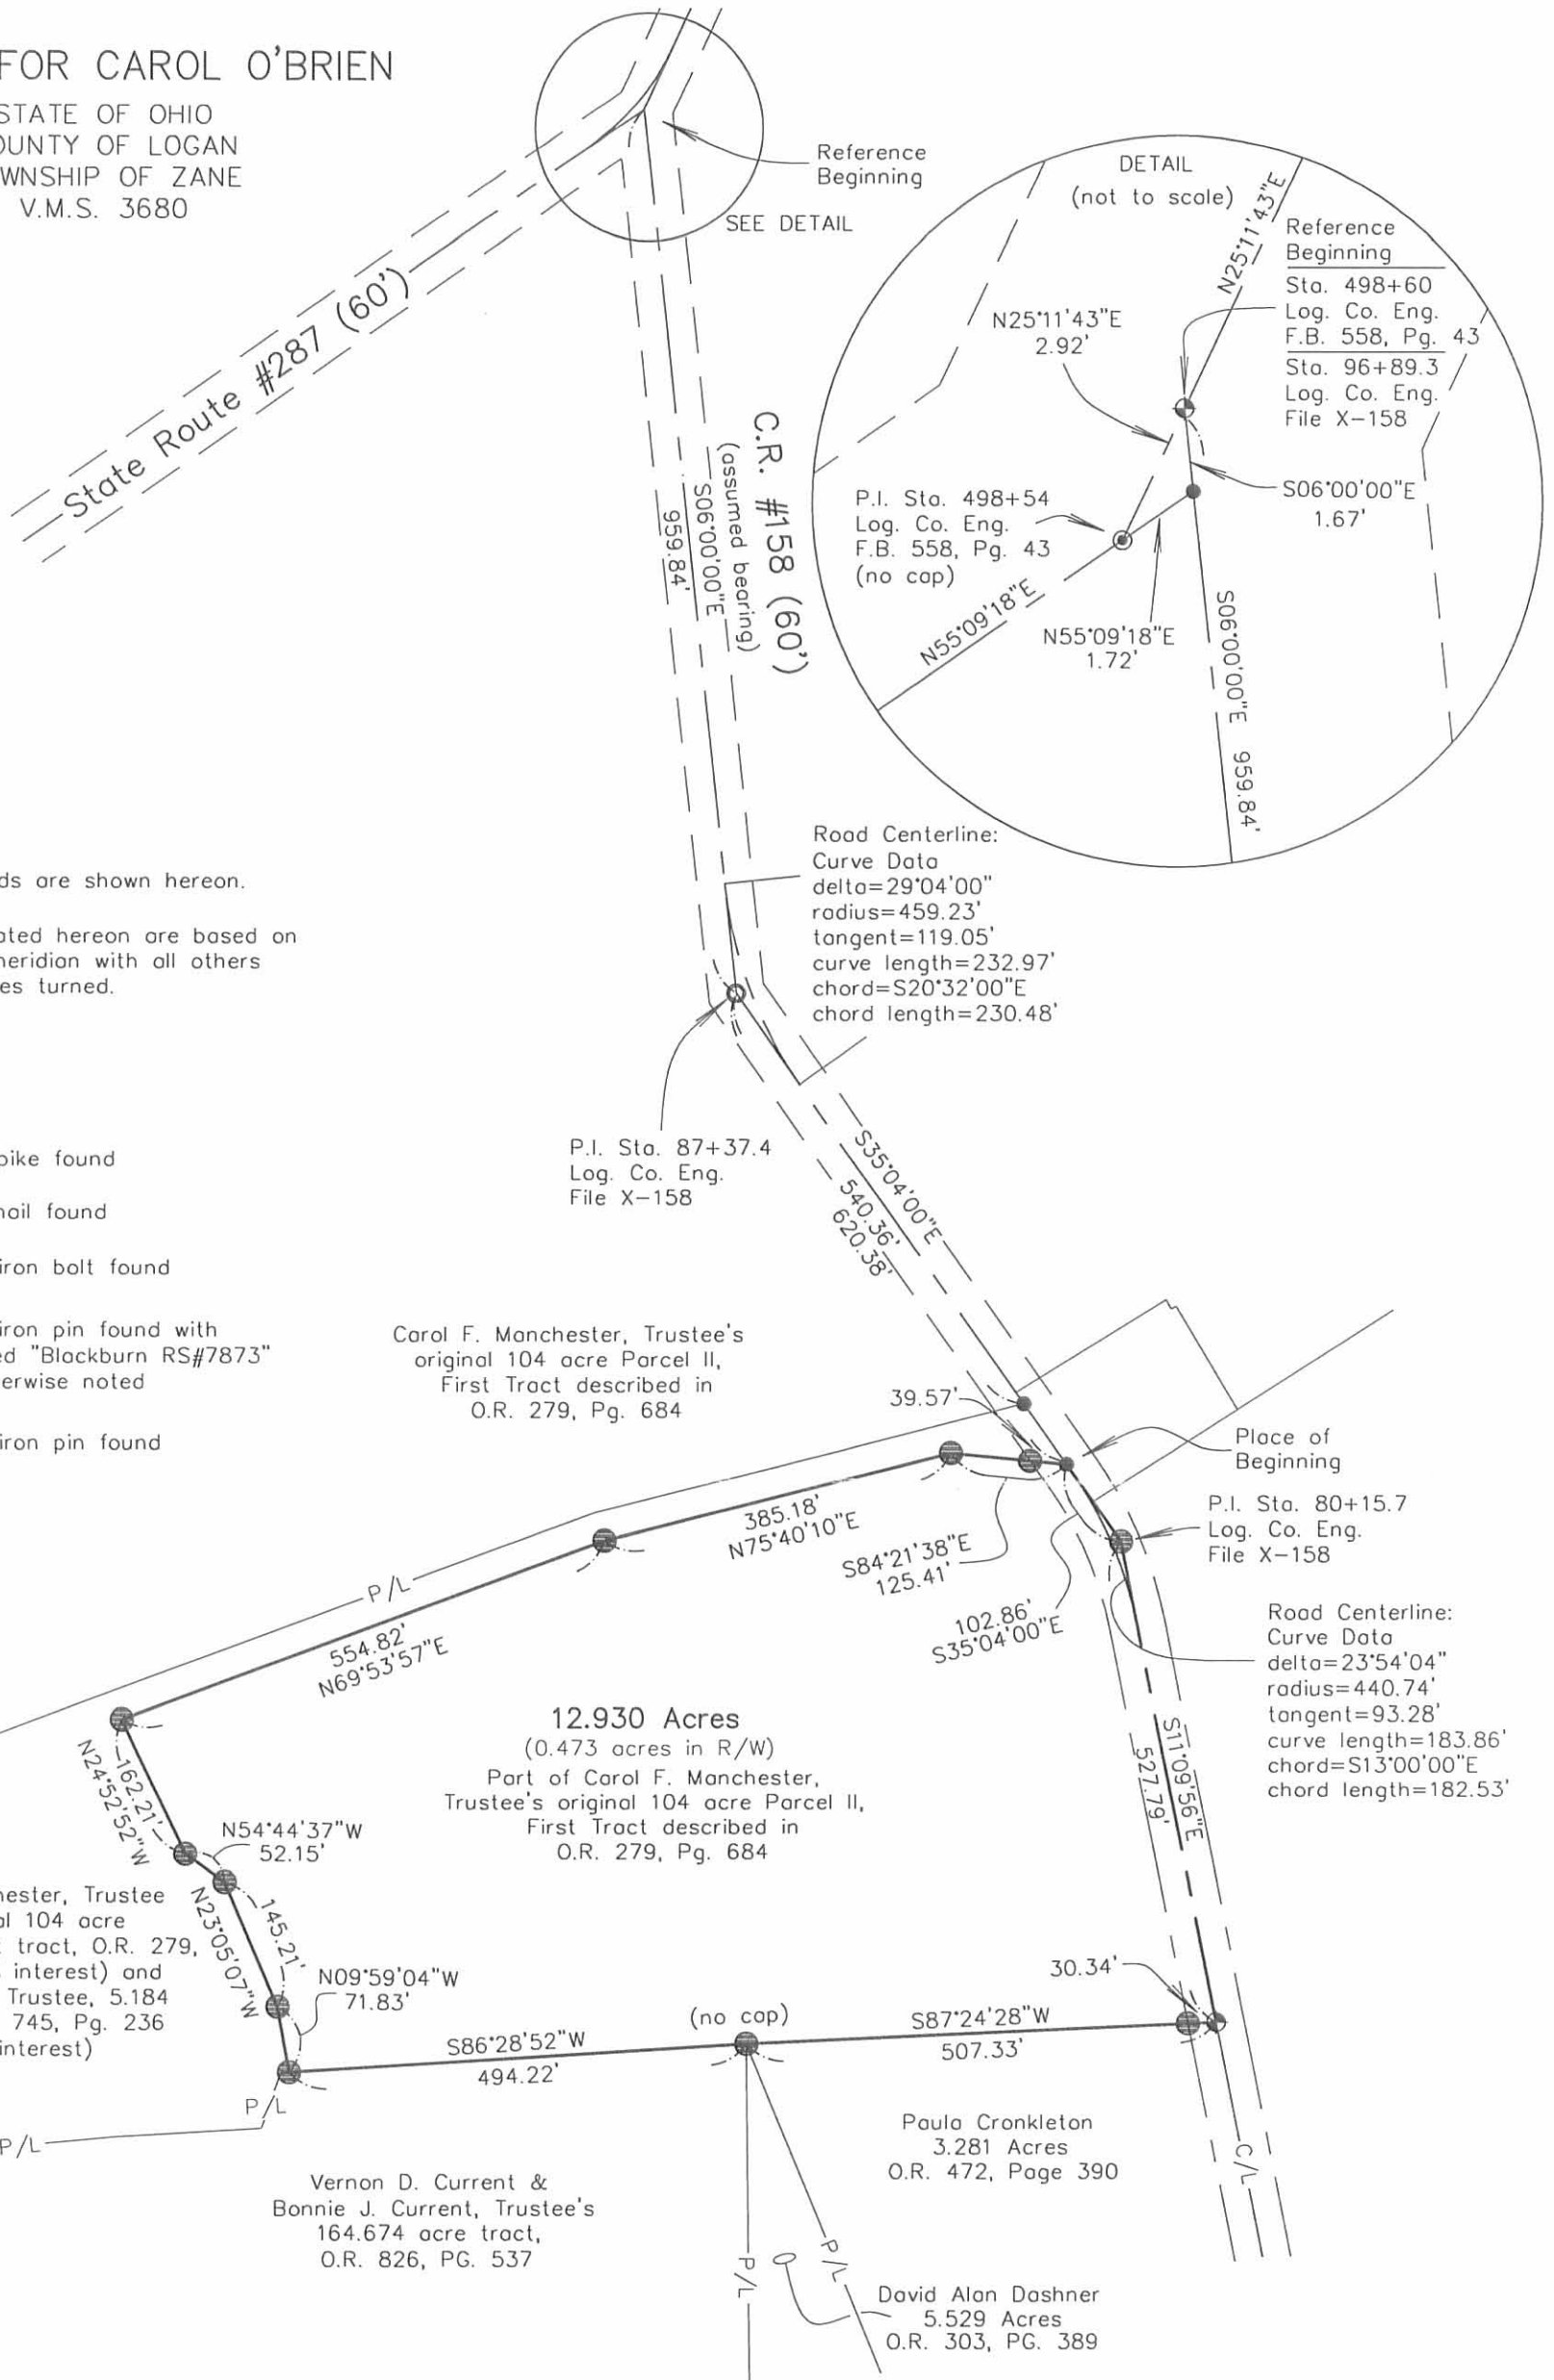 FOR CAROL O'BRIEN
STATE OF OHIO
OUNTY OF LOGAN
WNSHIP OF ZANE
V.M.S. 3680
Reference
Beginning
SEE DETAIL
State Route #287 (60')
DETAIL
(not to scale)
N25°11'43"E
Reference
Beginning
Sta. 498+60
Log. Co. Eng.
F.B. 558, Pg. 43
Sta. 96+89.3
Log. Co. Eng.
File X-158
N25°11'43"E
2.92'
P.I. Sta. 498+54
Log. Co. Eng.
F.B. 558, Pg. 43
(no cap)
S06°00'00"E
1.67'
N55°09'18"E
N55°09'18"E
1.72'
S06°00'00"E 959.84'
C.R. #158 (60')
(assumed bearing)
S06°00'00"E
959.84'
Road Centerline:
Curve Data
delta=29°04'00"
radius=459.23'
tangent=119.05'
curve length=232.97'
chord=S20°32'00"E
chord length=230.48'
ds are shown hereon.
ated hereon are based on
meridian with all others
es turned.
P.I. Sta. 87+37.4
Log. Co. Eng.
File X-158
pike found
nail found
iron bolt found
iron pin found with
ed "Blackburn RS#7873"
erwise noted
iron pin found
S35°04'00"E
540.36'
620.38'
Carol F. Manchester, Trustee's
original 104 acre Parcel II,
First Tract described in
O.R. 279, Pg. 684
39.57'
Place of
Beginning
P.I. Sta. 80+15.7
Log. Co. Eng.
File X-158
385.18'
N75°40'10"E
S84°21'38"E
125.41'
102.86'
S35°04'00"E
P/L
554.82'
N69°53'57"E
Road Centerline:
Curve Data
delta=23°54'04"
radius=440.74'
tangent=93.28'
curve length=183.86'
chord=S13°00'00"E
chord length=182.53'
12.930 Acres
(0.473 acres in R/W)
Part of Carol F. Manchester,
Trustee's original 104 acre Parcel II,
First Tract described in
O.R. 279, Pg. 684
162.21'
N24°52'52"W
N54°44'37"W
52.15'
S11°09'56"E
527.79'
hester, Trustee
al 104 acre
t tract, O.R. 279,
interest) and
Trustee, 5.184
745, Pg. 236
interest)
145.21'
N23°05'07"W
N09°59'04"W
71.83'
30.34'
(no cap)
S86°28'52"W
494.22'
S87°24'28"W
507.33'
P/L
P/L
C/L
Paula Cronkleton
3.281 Acres
O.R. 472, Page 390
Vernon D. Current &
Bonnie J. Current, Trustee's
164.674 acre tract,
O.R. 826, PG. 537
P/L
P/L
David Alan Dashner
5.529 Acres
O.R. 303, PG. 389